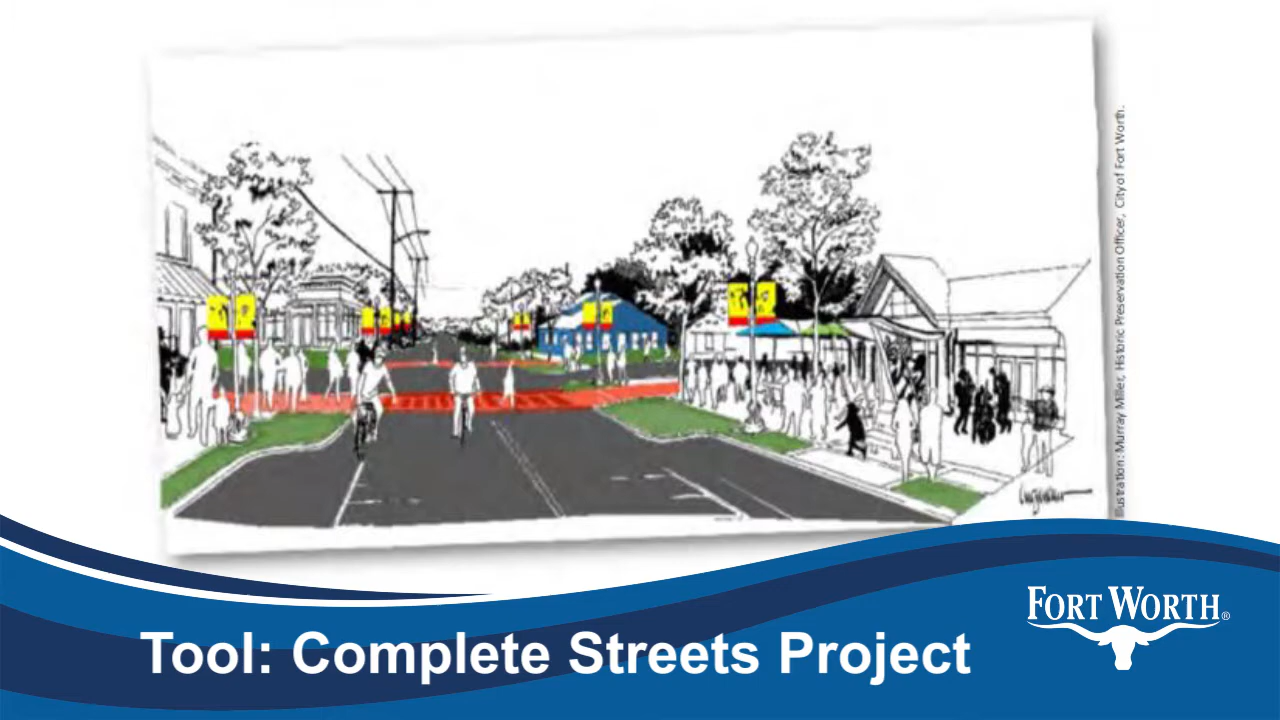 Illustration: Murray Miller, Historic Preservation Officer, City of Fort Worth.
FORT WORTH®
Tool: Complete Streets Project